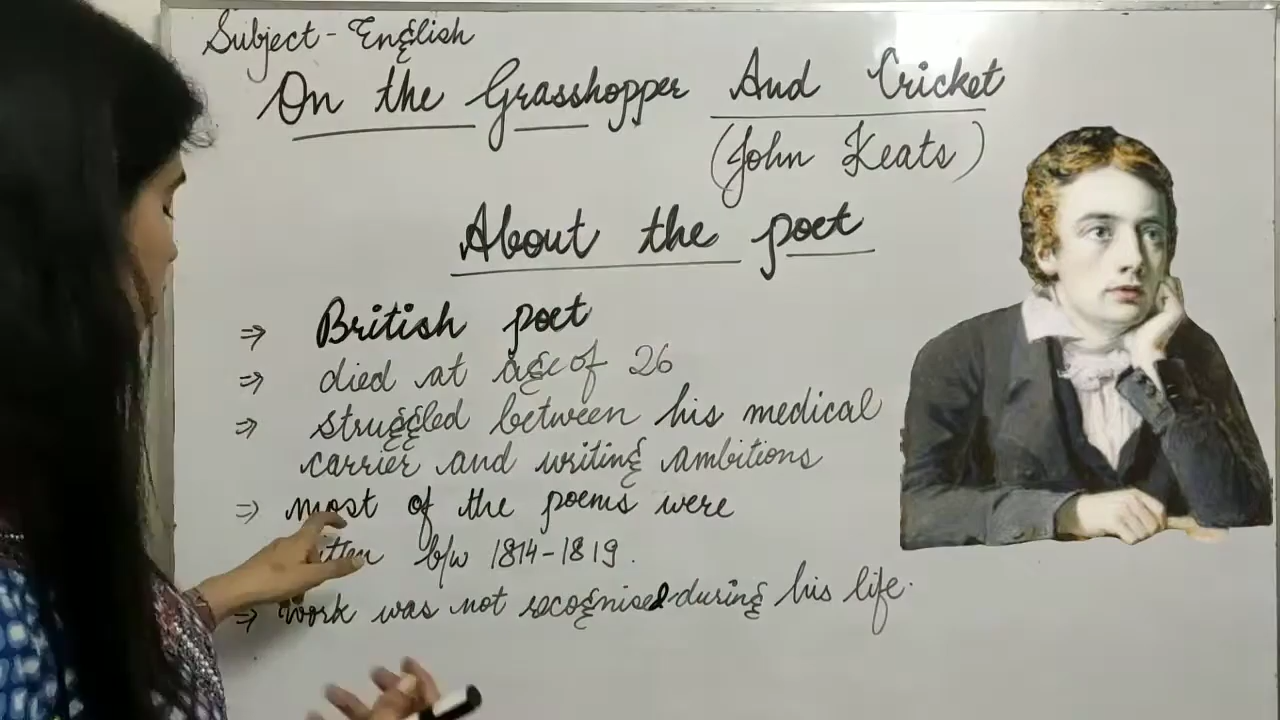 Subject - English
On the Grasshopper And Cricket
(John Keats)
About the poet
⇒ British poet
⇒ died at age of 26
⇒ struggled between his medical
carrier and writing ambitions
⇒ most of the poems were
b/w 1814-1819.
⇒ work was not recognised during his life.